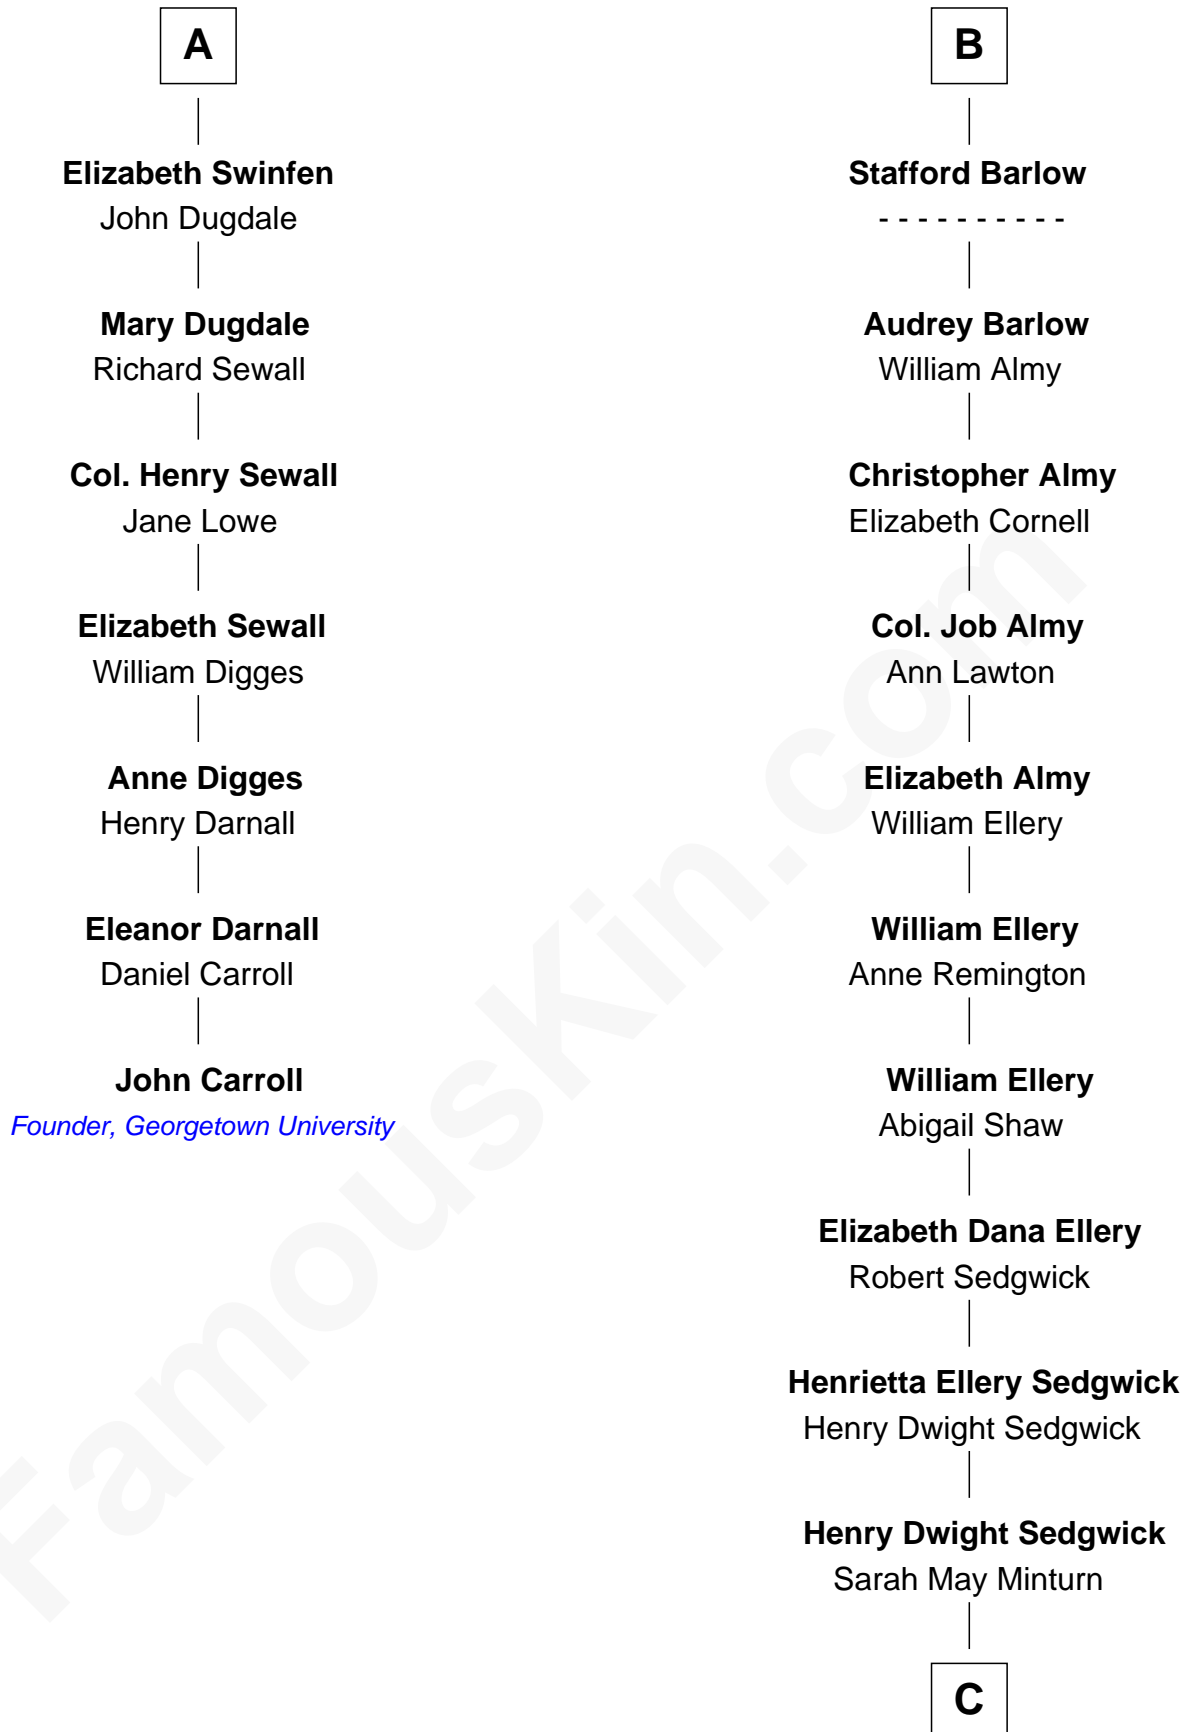 A
Elizabeth Swinfen
John Dugdale
Mary Dugdale
Richard Sewall
Col. Henry Sewall
Jane Lowe
Elizabeth Sewall
William Digges
Anne Digges
Henry Darnall
Eleanor Darnall
Daniel Carroll
John Carroll
Founder, Georgetown University
B
Stafford Barlow
- - - - - - - - - -
Audrey Barlow
William Almy
Christopher Almy
Elizabeth Cornell
Col. Job Almy
Ann Lawton
Elizabeth Almy
William Ellery
William Ellery
Anne Remington
William Ellery
Abigail Shaw
Elizabeth Dana Ellery
Robert Sedgwick
Henrietta Ellery Sedgwick
Henry Dwight Sedgwick
Henry Dwight Sedgwick
Sarah May Minturn
C
FamousKin.com